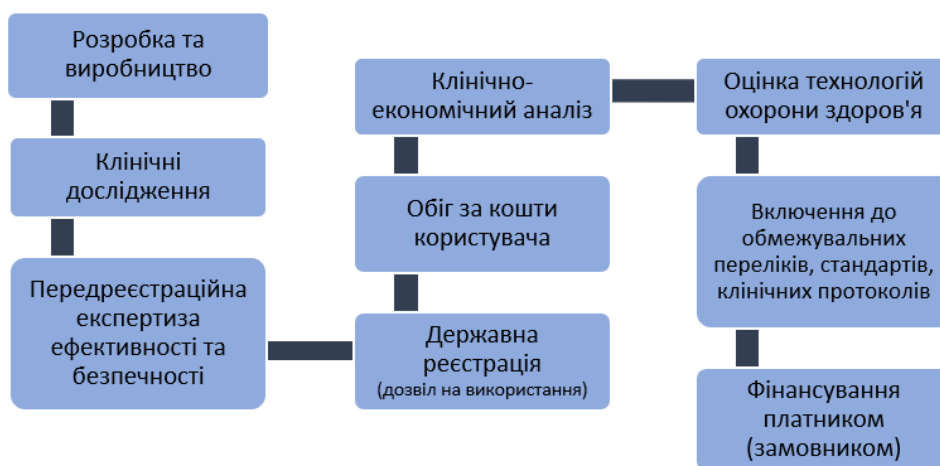 Розробка та
виробництво
Клінічні
дослідження
Передреєстраційна
експертиза
ефективності та
безпечності
Державна
реєстрація
(дозвіл на використання)
Обіг за кошти
користувача
Клінічно-
економічний аналіз
Оцінка технологій
охорони здоров'я
Включення до
обмежувальних
переліків, стандартів,
клінічних протоколів
Фінансування
платником
(замовником)